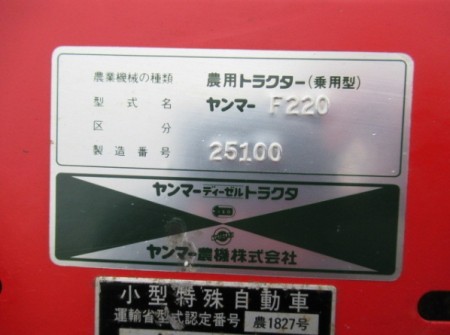 農業機械の種類 農用トラクター(乗用型)
型式名 ヤンマー F220
区分
製造番号 25100
ヤンマーディーゼルトラクタ
ヤンマー農機株式会社
小型特殊自動車
運輸省型式認定番号 農1827号